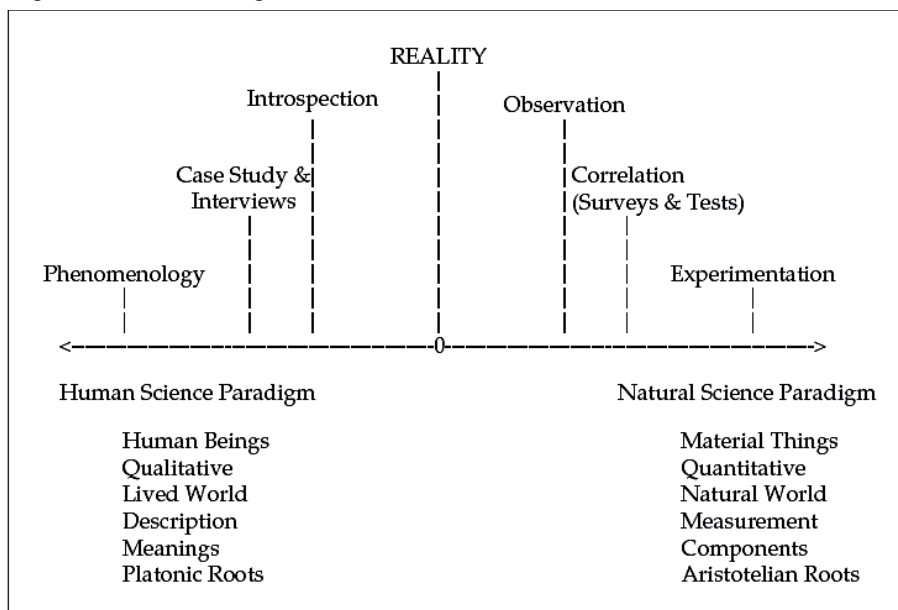 REALITY
Introspection
Observation
Case Study &
Interviews
Correlation
(Surveys & Tests)
Phenomenology
Experimentation
0
Human Science Paradigm
Natural Science Paradigm
Human Beings
Material Things
Qualitative
Quantitative
Lived World
Natural World
Description
Measurement
Meanings
Components
Platonic Roots
Aristotelian Roots